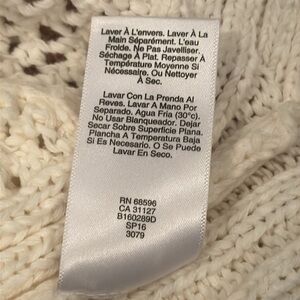 Laver À L'envers. Laver À La
Main Séparément. L'eau
Froide. Ne Pas Javelliser.
Séchage À Plat. Repasser À
Température Moyenne Si
Nécessaire. Ou Nettoyer
À Sec.
Lavar Con La Prenda Al
Reves. Lavar A Mano Por
Separado. Agua Fria (30°c).
No Usar Blanqueador. Dejar
Secar Sobre Superficie Plana.
Plancha A Temperatura Baja
Si Es Necesario. O Se Puede
Lavar En Seco.
RN 68596
CA 31127
B160289D
SP16
3079